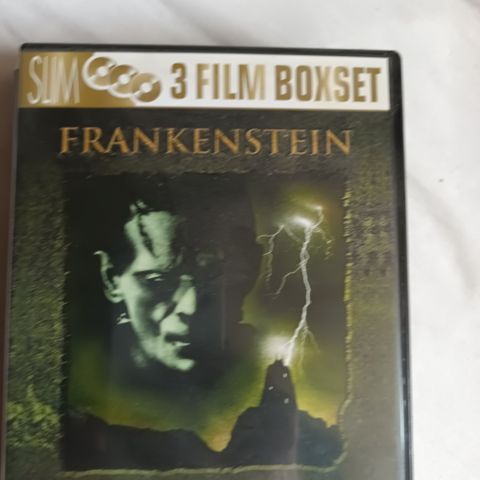 SLIM 3 FILM BOXSET
FRANKENSTEIN